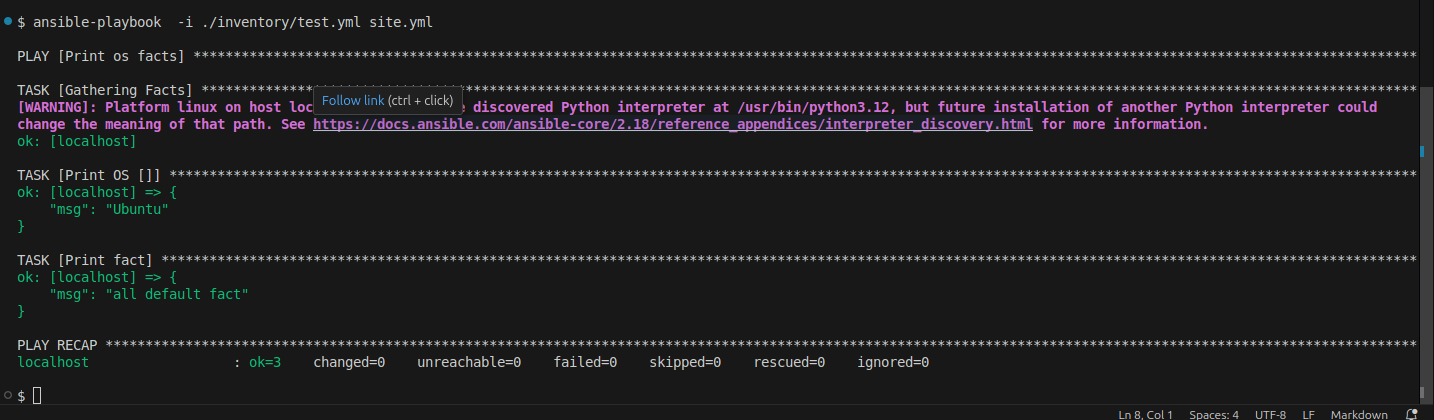 $ ansible-playbook  -i ./inventory/test.yml site.yml
PLAY [Print os facts] *********************************************************************************************************************************************************
TASK [Gathering Facts] ********************************************************************************************************************************************************
Follow link (ctrl + click)
[WARNING]: Platform linux on host loc e discovered Python interpreter at /usr/bin/python3.12, but future installation of another Python interpreter could
change the meaning of that path. See https://docs.ansible.com/ansible-core/2.18/reference_appendices/interpreter_discovery.html for more information.
ok: [localhost]
TASK [Print OS []] ************************************************************************************************************************************************************
ok: [localhost] => {
    "msg": "Ubuntu"
}
TASK [Print fact] *************************************************************************************************************************************************************
ok: [localhost] => {
    "msg": "all default fact"
}
PLAY RECAP ********************************************************************************************************************************************************************
localhost                  : ok=3    changed=0    unreachable=0    failed=0    skipped=0    rescued=0    ignored=0
$
Ln 8, Col 1    Spaces: 4    UTF-8    LF    Markdown